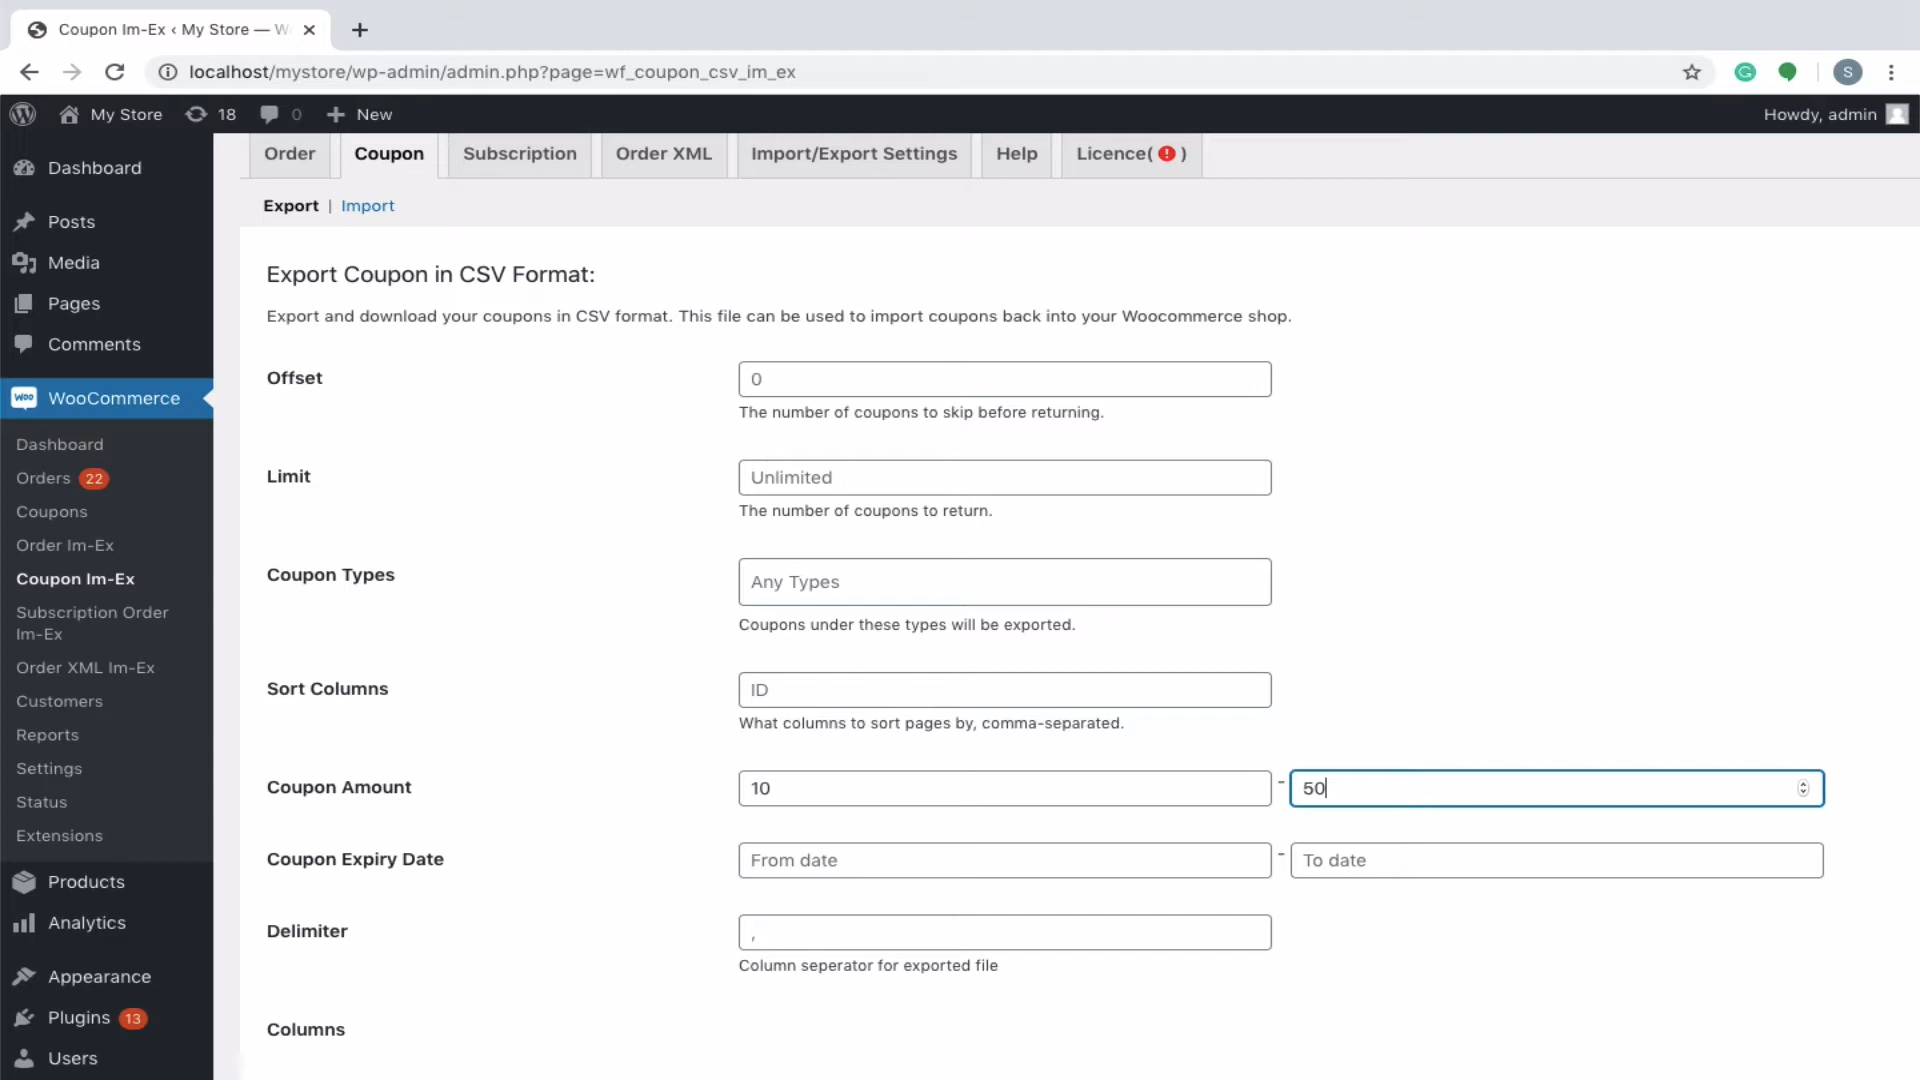 Coupon Im-Ex ‹ My Store — W
localhost/mystore/wp-admin/admin.php?page=wf_coupon_csv_im_ex
S
My Store
18
0
New
Howdy, admin
Dashboard
Posts
Media
Pages
Comments
WooCommerce
Dashboard
Orders 22
Coupons
Order Im-Ex
Coupon Im-Ex
Subscription Order
Im-Ex
Order XML Im-Ex
Customers
Reports
Settings
Status
Extensions
Products
Analytics
Appearance
Plugins 13
Users
Order
Coupon
Subscription
Order XML
Import/Export Settings
Help
Licence( ! )
Export | Import
Export Coupon in CSV Format:
Export and download your coupons in CSV format. This file can be used to import coupons back into your Woocommerce shop.
Offset
0
The number of coupons to skip before returning.
Limit
Unlimited
The number of coupons to return.
Coupon Types
Any Types
Coupons under these types will be exported.
Sort Columns
ID
What columns to sort pages by, comma-separated.
Coupon Amount
10 - 50
Coupon Expiry Date
From date - To date
Delimiter
,
Column seperator for exported file
Columns